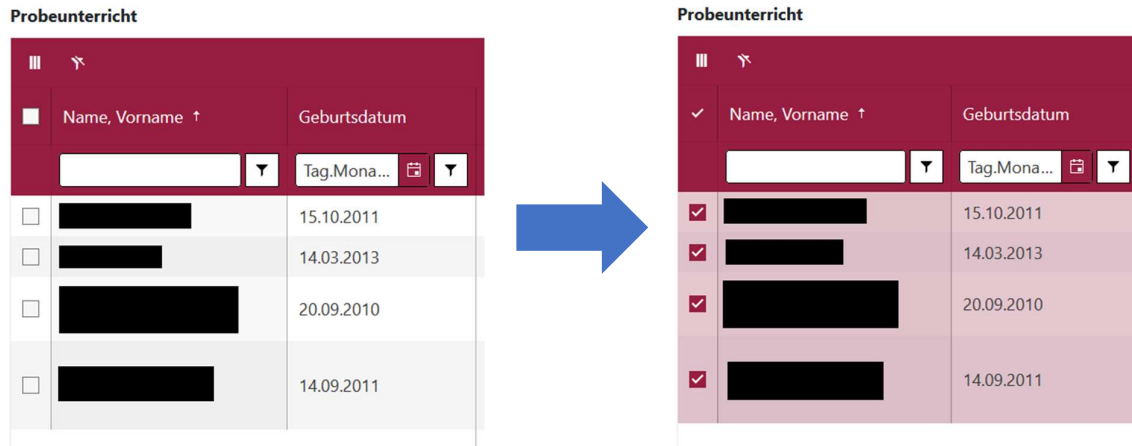 Probeunterricht
Name, Vorname ↑ Geburtsdatum
Tag.Mona...
15.10.2011
14.03.2013
20.09.2010
14.09.2011
Probeunterricht
Name, Vorname ↑ Geburtsdatum
Tag.Mona...
15.10.2011
14.03.2013
20.09.2010
14.09.2011